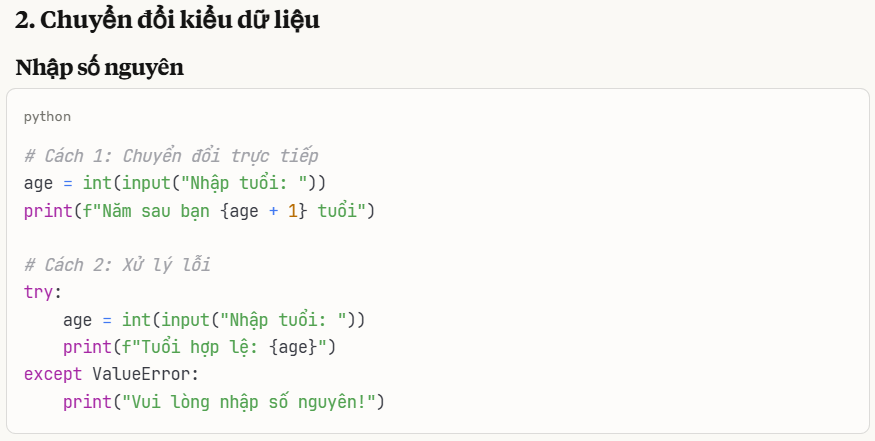 2. Chuyển đổi kiểu dữ liệu
Nhập số nguyên
python
# Cách 1: Chuyển đổi trực tiếp
age = int(input("Nhập tuổi: "))
print(f"Năm sau bạn {age + 1} tuổi")
# Cách 2: Xử lý lỗi
try:
    age = int(input("Nhập tuổi: "))
    print(f"Tuổi hợp lệ: {age}")
except ValueError:
    print("Vui lòng nhập số nguyên!")